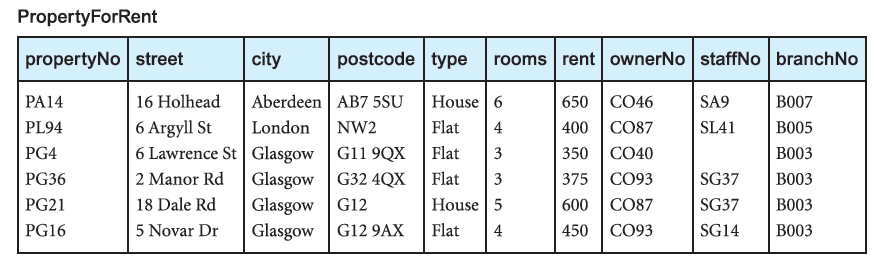 PropertyForRent
propertyNo street city postcode type rooms rent ownerNo staffNo branchNo
PA14 16 Holhead Aberdeen AB7 5SU House 6 650 CO46 SA9 B007
PL94 6 Argyll St London NW2 Flat 4 400 CO87 SL41 B005
PG4 6 Lawrence St Glasgow G11 9QX Flat 3 350 CO40 B003
PG36 2 Manor Rd Glasgow G32 4QX Flat 3 375 CO93 SG37 B003
PG21 18 Dale Rd Glasgow G12 House 5 600 CO87 SG37 B003
PG16 5 Novar Dr Glasgow G12 9AX Flat 4 450 CO93 SG14 B003